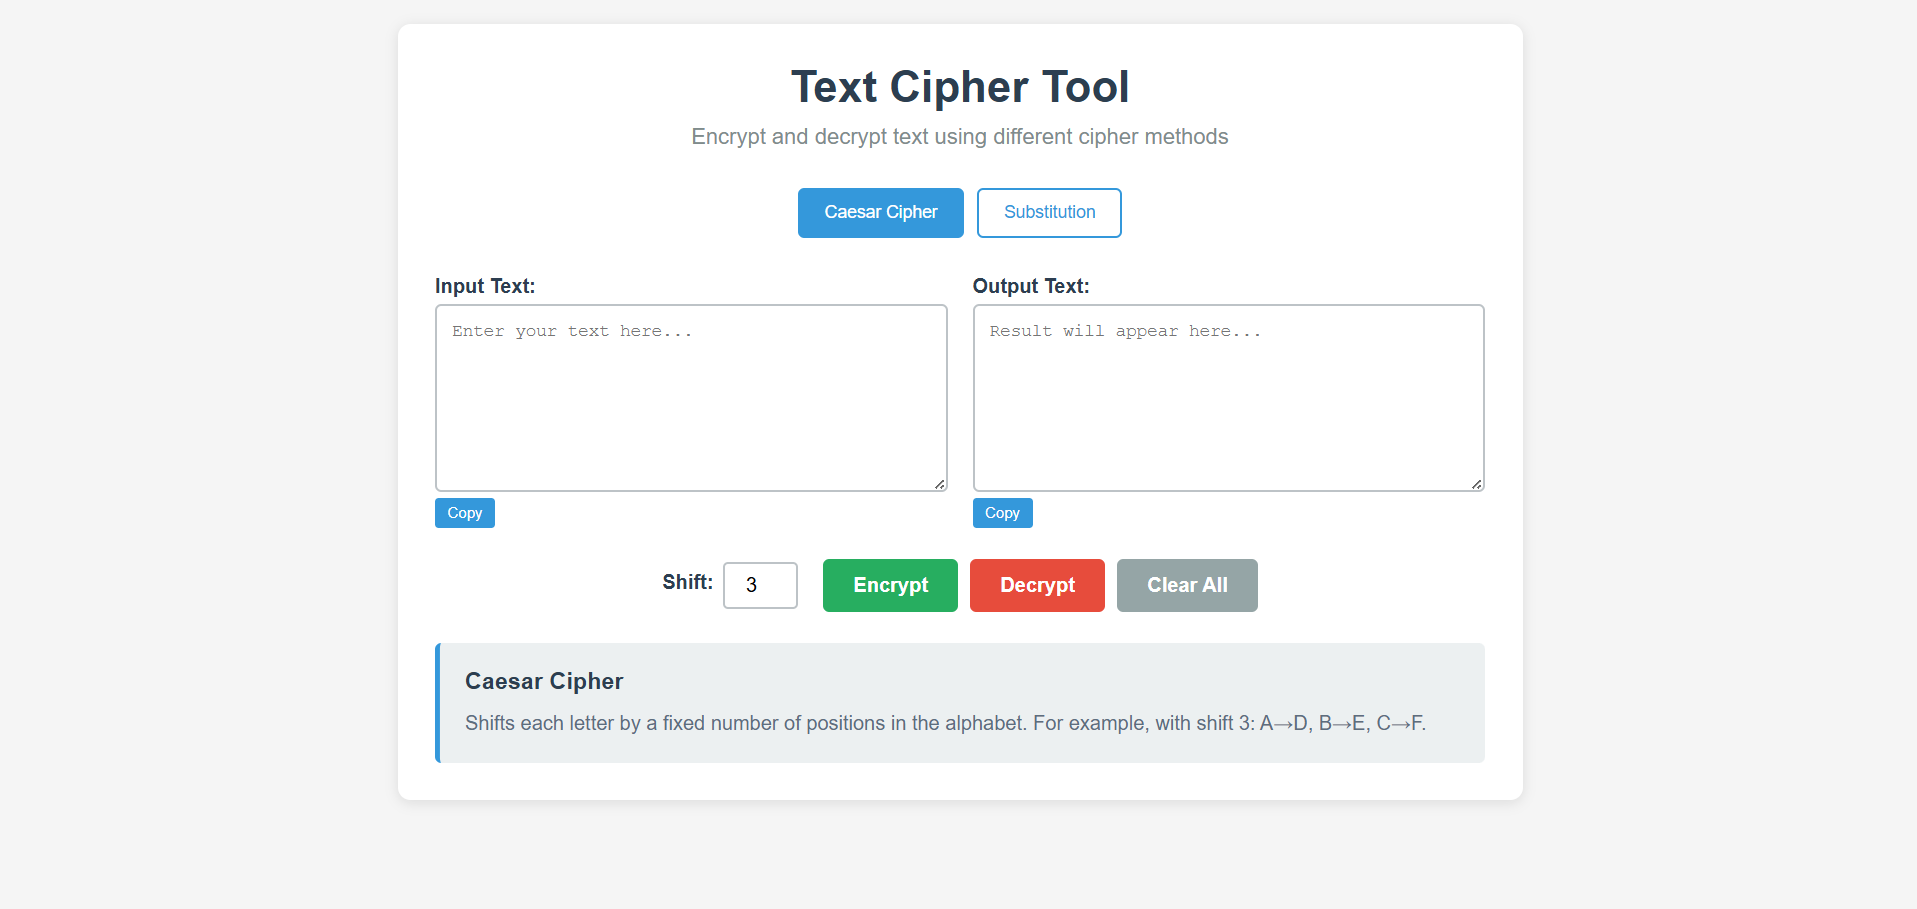 Text Cipher Tool
Encrypt and decrypt text using different cipher methods
Caesar Cipher
Substitution
Input Text:
Enter your text here...
Copy
Output Text:
Result will appear here...
Copy
Shift: 3
Encrypt
Decrypt
Clear All
Caesar Cipher
Shifts each letter by a fixed number of positions in the alphabet. For example, with shift 3: A→D, B→E, C→F.